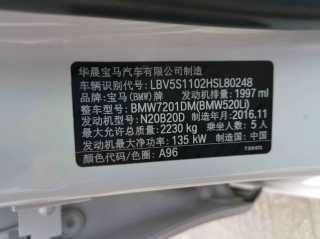 华晨宝马汽车有限公司制造
车辆识别代号: LBV5S1102HSL80248
品牌: 宝马(BMW)牌 发动机排量: 1997 ml
整车型号: BMW7201DM(BMW520Li)
发动机型号: N20B20D 制造年月: 2016.11
最大允许总质量: 2230 kg 乘坐人数: 5人
发动机最大净功率: 135 kW 制造国: 中国
颜色代码/色圈: A96